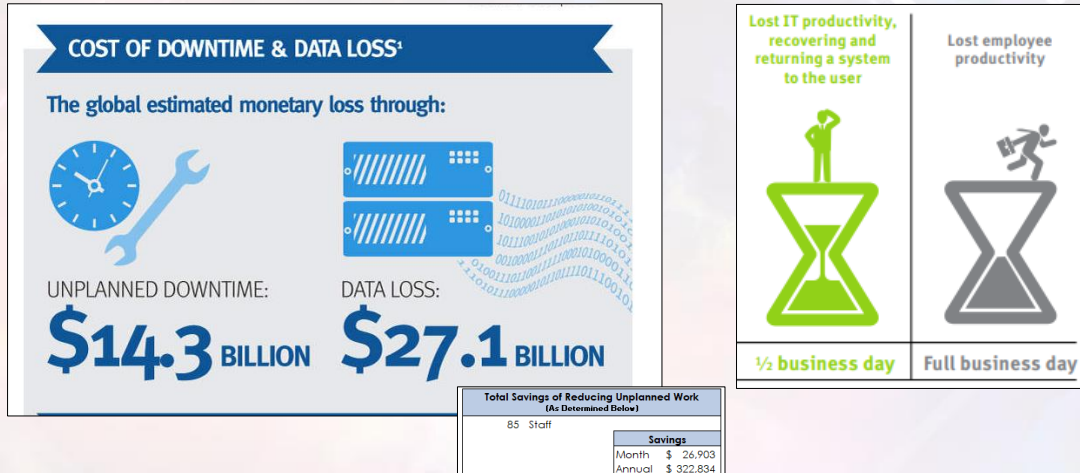 COST OF DOWNTIME & DATA LOSS¹
The global estimated monetary loss through:
UNPLANNED DOWNTIME:
$14.3 BILLION
DATA LOSS:
$27.1 BILLION
Lost IT productivity,
recovering and
returning a system
to the user
½ business day
Lost employee
productivity
Full business day
Total Savings of Reducing Unplanned Work
(As Determined Below)
85 Staff
Savings
Month $ 26,903
Annual $ 322,834